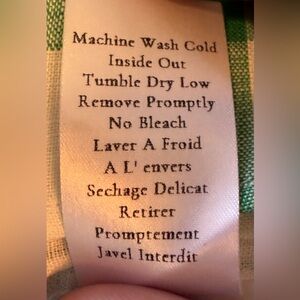 Machine Wash Cold
Inside Out
Tumble Dry Low
Remove Promptly
No Bleach
Laver A Froid
A L' envers
Sechage Delicat
Retirer
Promptement
Javel Interdit